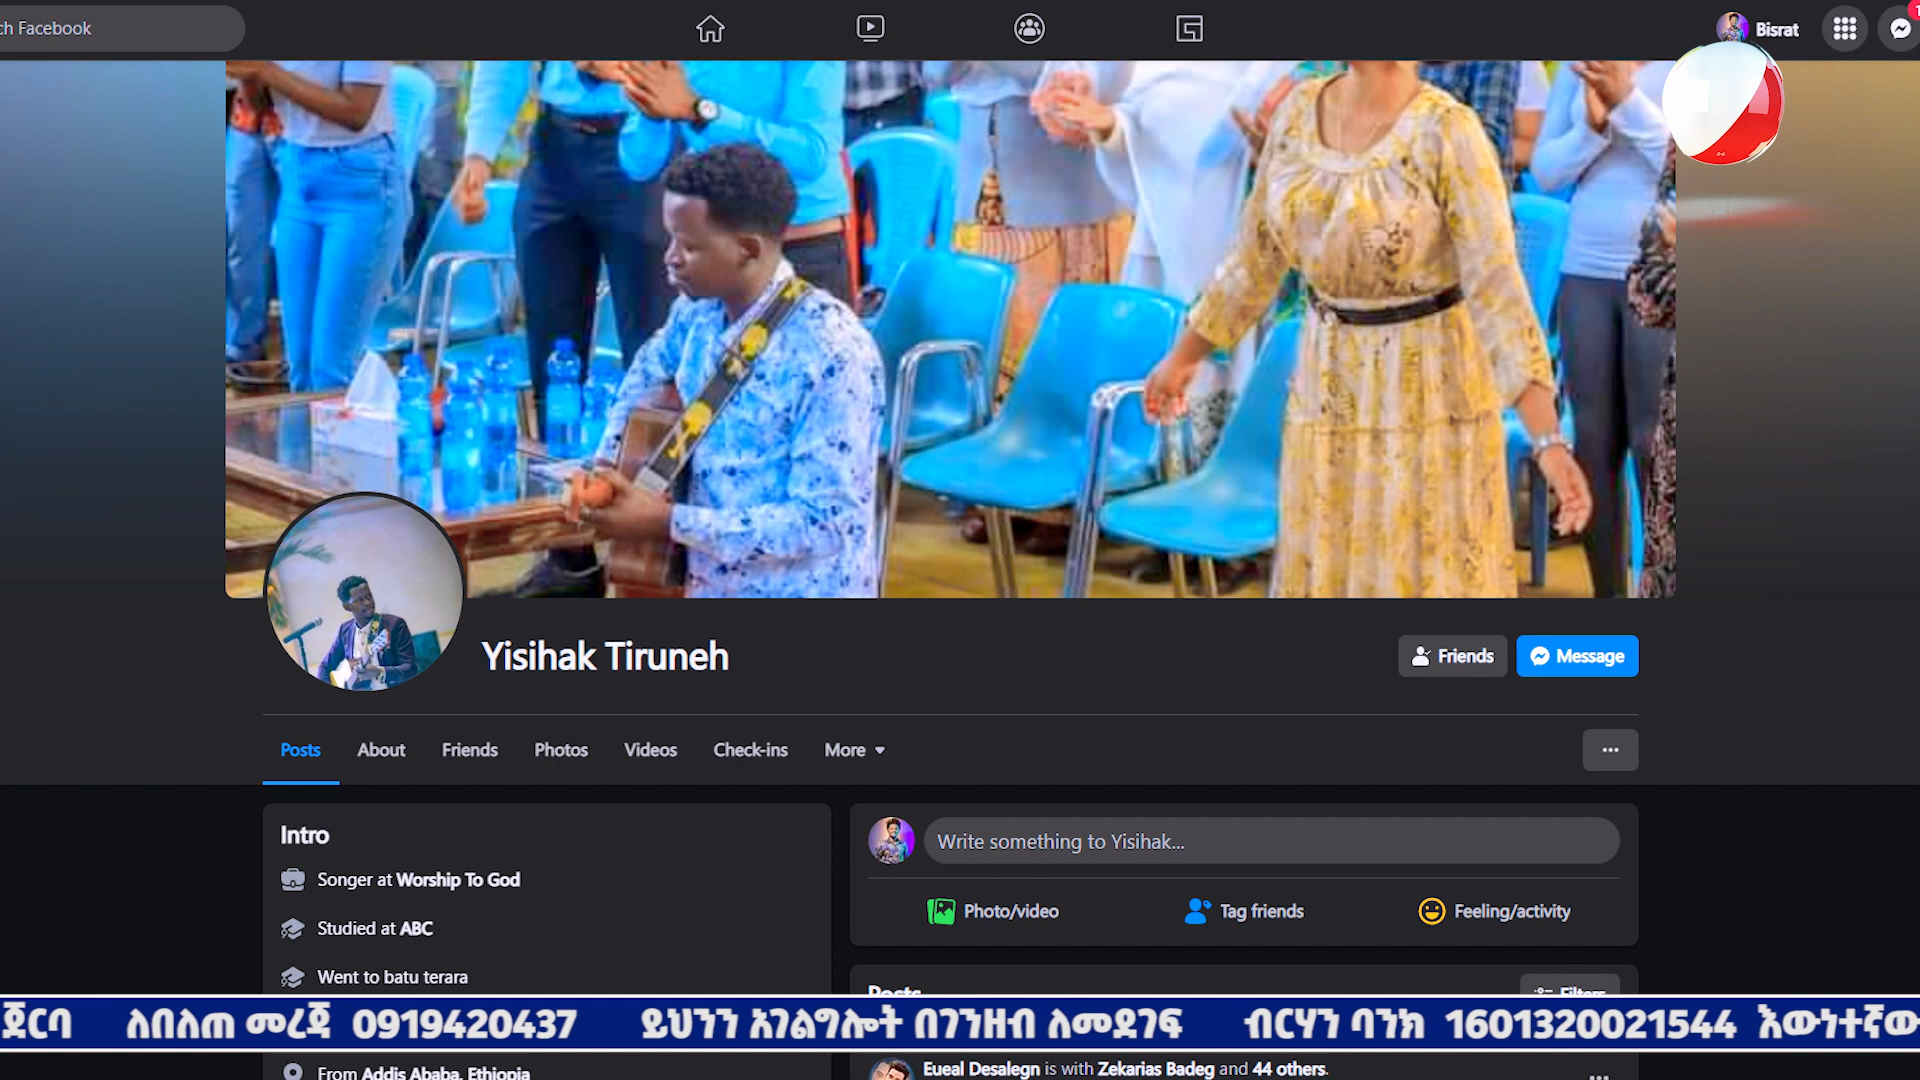 ch Facebook
Bisrat
Yisihak Tiruneh
Friends
Message
Posts
About
Friends
Photos
Videos
Check-ins
More
Intro
Songer at Worship To God
Studied at ABC
Went to batu terara
From Addis Ababa, Ethiopia
Write something to Yisihak...
Photo/video
Tag friends
Feeling/activity
Posts
Filters
ጀርባ ለበለጠ መረጃ 0919420437 ይህንን አገልግሎት በገንዘብ ለመደገፍ ብርሃን ባንክ 1601320021544 እውነተኛው
Eueal Desalegn is with Zekarias Badeg and 44 others.